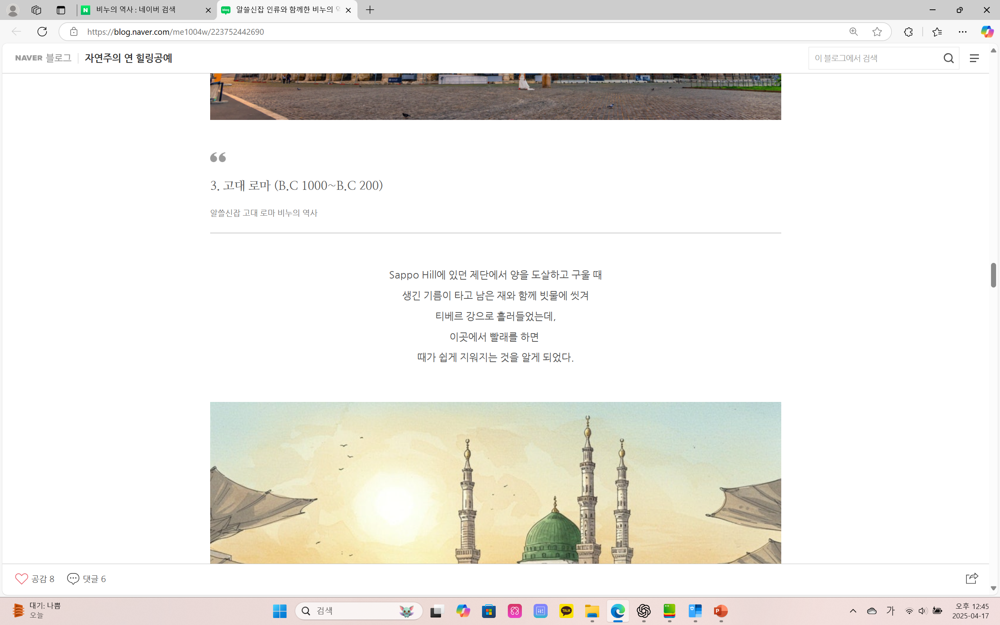 비누의 역사 : 네이버 검색
알쓸신잡 인류와 함께한 비누의
https://blog.naver.com/me1004w/223752442690
NAVER 블로그
자연주의 연 힐링공예
이 블로그에서 검색
3. 고대 로마 (B.C 1000~B.C 200)
알쓸신잡 고대 로마 비누의 역사
Sappo Hill에 있던 제단에서 양을 도살하고 구울 때
생긴 기름이 타고 남은 재와 함께 빗물에 씻겨
티베르 강으로 흘러들었는데,
이곳에서 빨래를 하면
때가 쉽게 지워지는 것을 알게 되었다.
공감 8
댓글 6
대기: 나쁨
오늘
검색
TALK
가
오후 12:45
2025-04-17